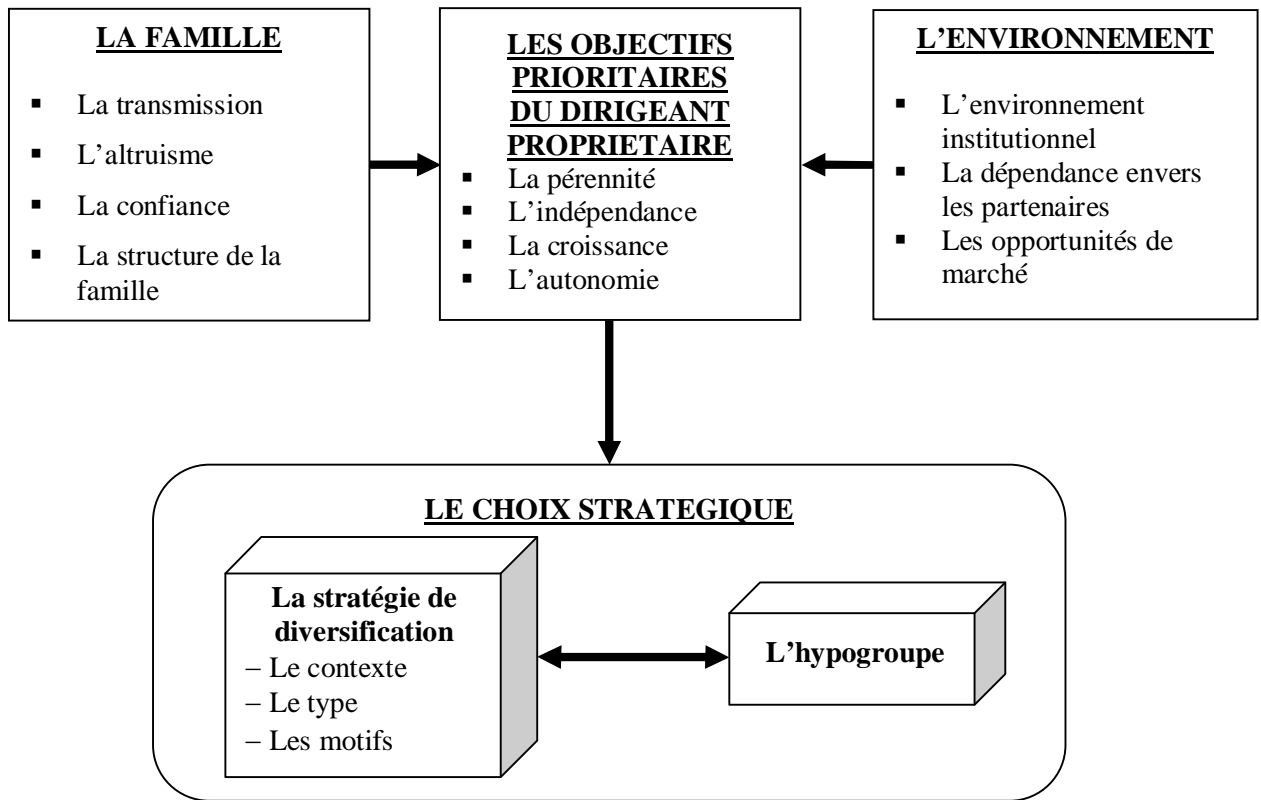 LA FAMILLE
▪ La transmission
▪ L’altruisme
▪ La confiance
▪ La structure de la
famille
LES OBJECTIFS
PRIORITAIRES
DU DIRIGEANT
PROPRIETAIRE
▪ La pérennité
▪ L’indépendance
▪ La croissance
▪ L’autonomie
L’ENVIRONNEMENT
▪ L’environnement
institutionnel
▪ La dépendance envers
les partenaires
▪ Les opportunités de
marché
LE CHOIX STRATEGIQUE
La stratégie de
diversification
– Le contexte
– Le type
– Les motifs
L’hypogroupe